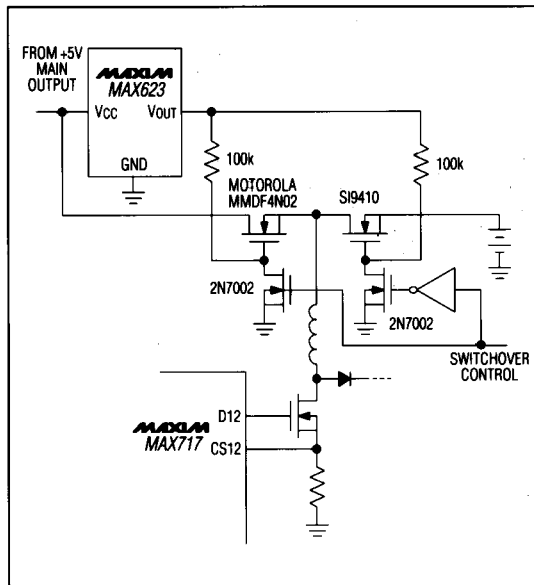 FROM +5V
MAIN
OUTPUT
MAXIM
MAX623
VCC
VOUT
GND
100k
100k
MOTOROLA
MMDF4N02
SI9410
2N7002
2N7002
SWITCHOVER
CONTROL
D12
MAXIM
MAX717
CS12